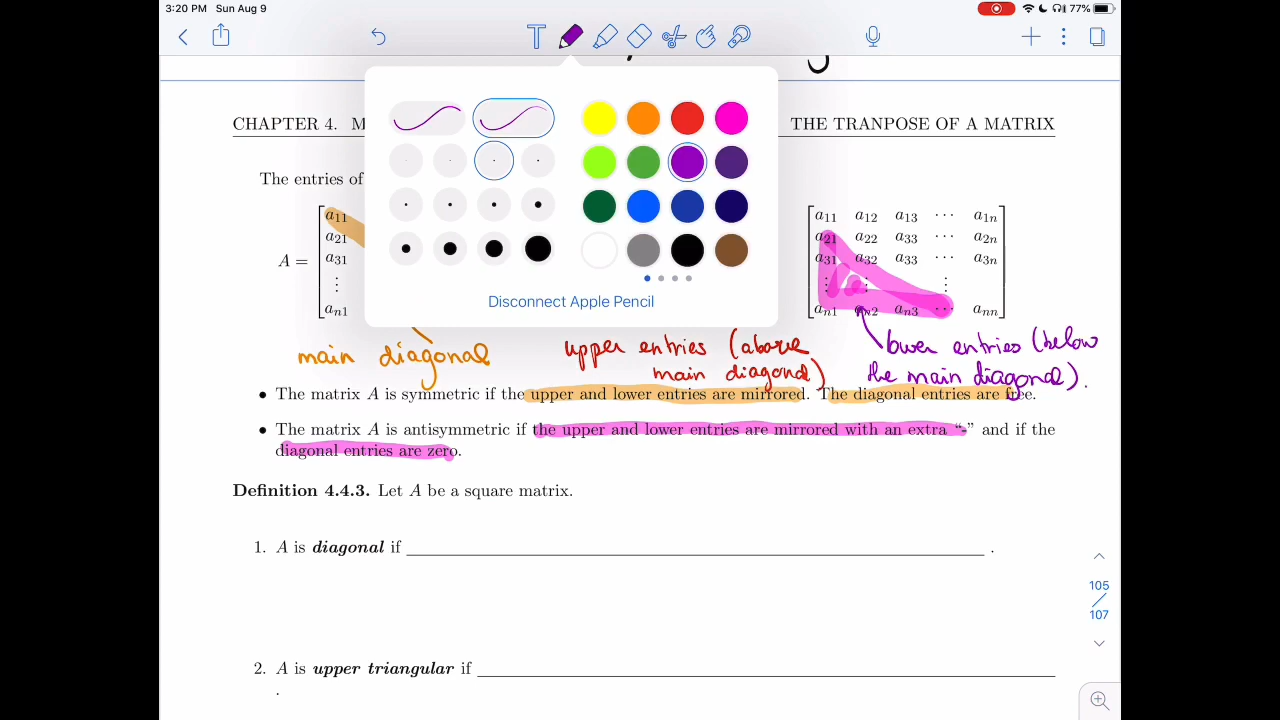 3:20 PM Sun Aug 9
77%
T
CHAPTER 4. M
THE TRANPOSE OF A MATRIX
The entries of
A = [ a11
a21
a31
⋮
an1
[ a11 a12 a13 ⋯ a1n
a21 a22 a33 ⋯ a2n
a31 a32 a33 ⋯ a3n
⋮ ⋮ ⋮
an1 an2 an3 ⋯ ann ]
Disconnect Apple Pencil
main diagonal
upper entries (above
main diagonal)
lower entries (below
the main diagonal).
• The matrix A is symmetric if the upper and lower entries are mirrored. The diagonal entries are free.
• The matrix A is antisymmetric if the upper and lower entries are mirrored with an extra “-” and if the
diagonal entries are zero.
Definition 4.4.3. Let A be a square matrix.
1. A is diagonal if ______ .
2. A is upper triangular if ______
.
105
107